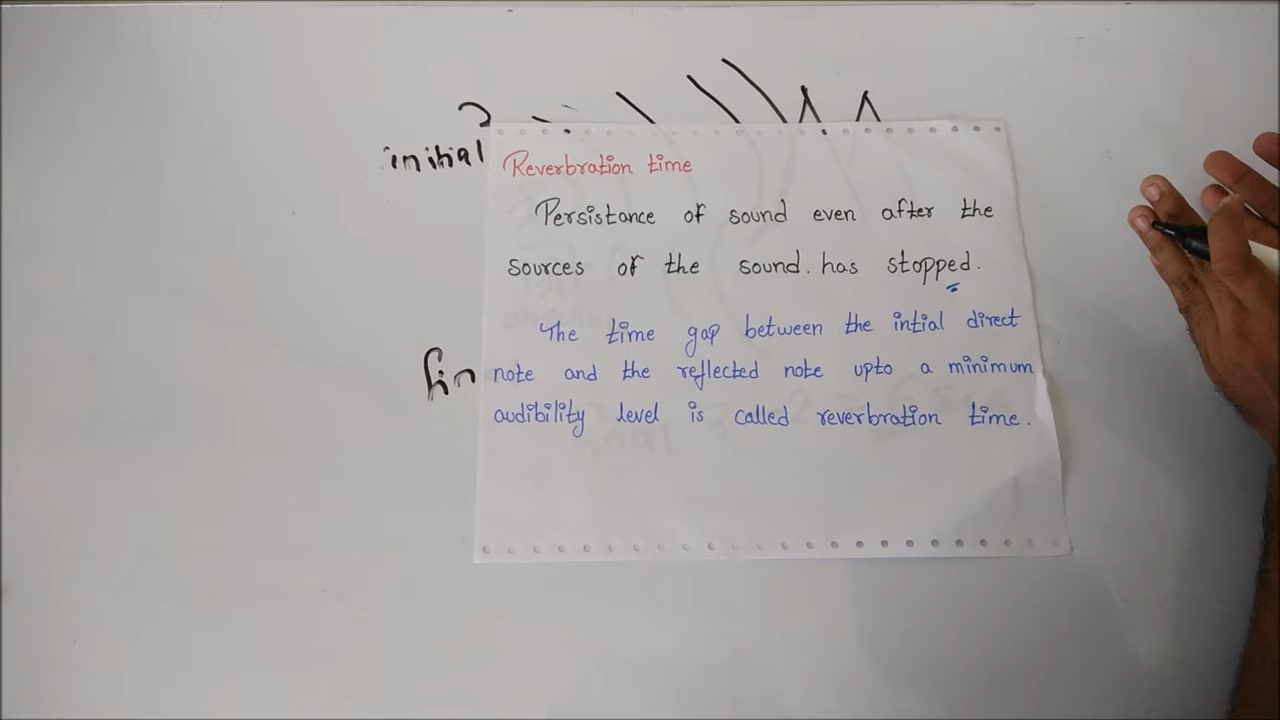 initial
Reverbration time
Persistance of sound even after the
sources of the sound. has stopped.
The time gap between the intial direct
note and the reflected note upto a minimum
fin
audibility level is called reverbration time.